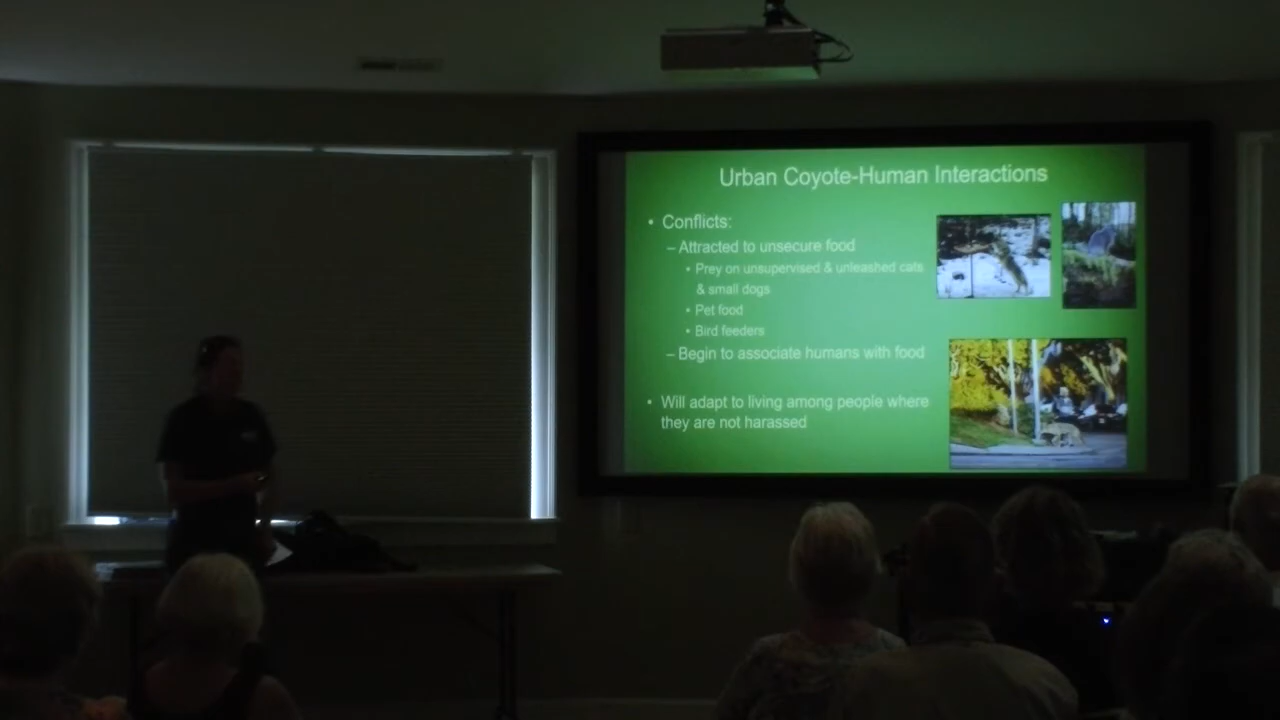 Urban Coyote-Human Interactions
• Conflicts:
– Attracted to unsecure food
• Prey on unsupervised & unleashed cats
& small dogs
• Pet food
• Bird feeders
– Begin to associate humans with food
• Will adapt to living among people where
they are not harassed